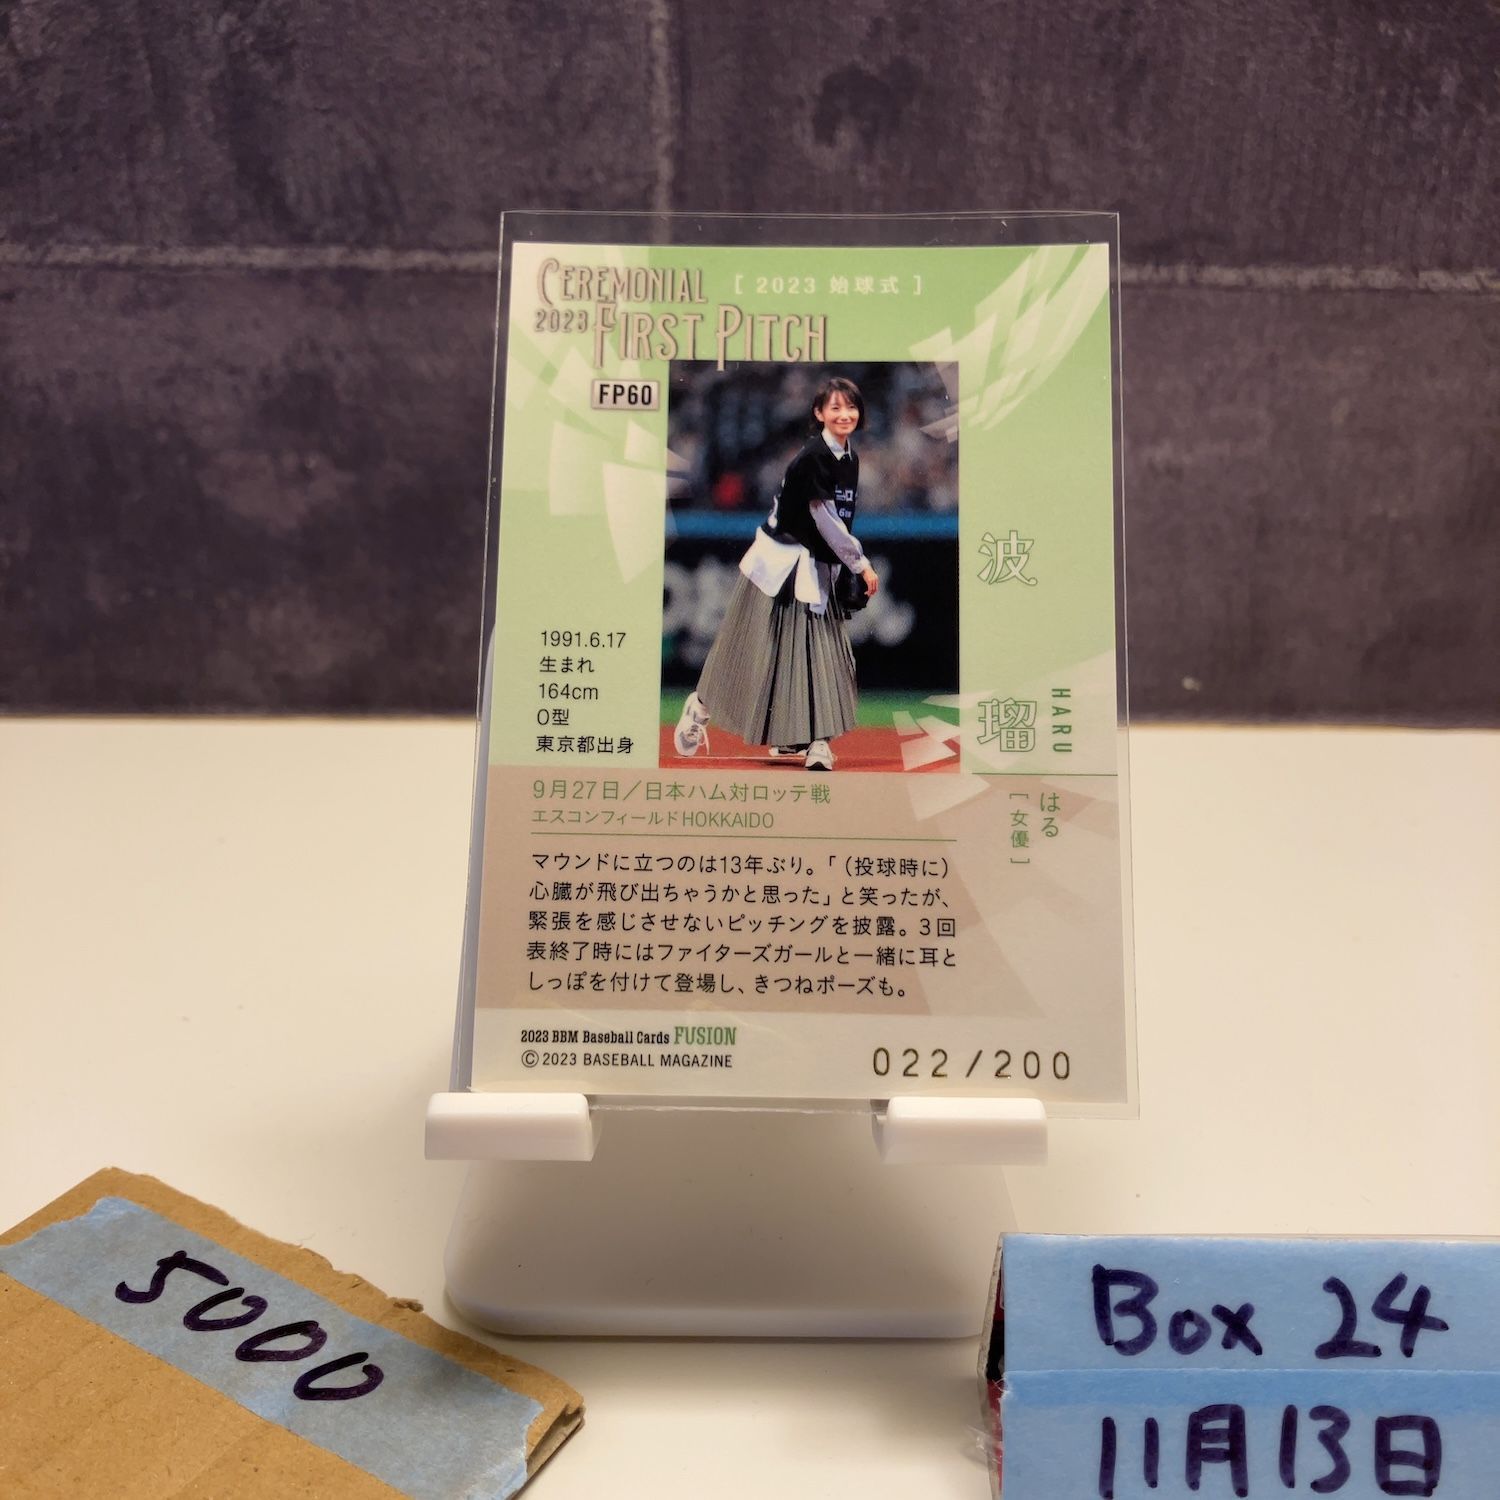 CEREMONIAL
[ 2023 始球式 ]
2023 FIRST PITCH
FP60
波瑠
HARU
はる
[女優]
1991.6.17
生まれ
164cm
O型
東京都出身
9月27日／日本ハム対ロッテ戦
エスコンフィールドHOKKAIDO
マウンドに立つのは13年ぶり。「（投球時に）
心臓が飛び出ちゃうかと思った」と笑ったが、
緊張を感じさせないピッチングを披露。3回
表終了時にはファイターズガールと一緒に耳と
しっぽを付けて登場し、きつねポーズも。
2023 BBM Baseball Cards FUSION
©2023 BASEBALL MAGAZINE
022/200
5000
Box 24
11月13日